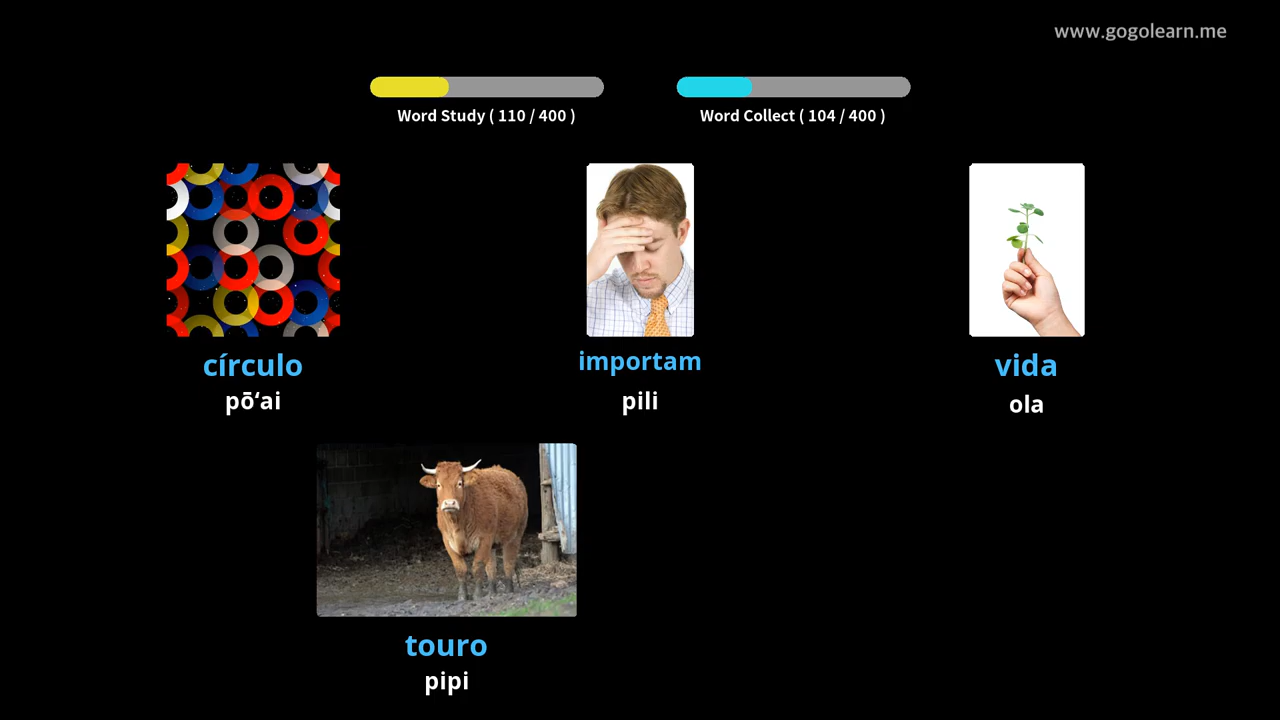 www.gogolearn.me
Word Study ( 110 / 400 )
Word Collect ( 104 / 400 )
círculo
pōʻai
importam
pili
vida
ola
touro
pipi